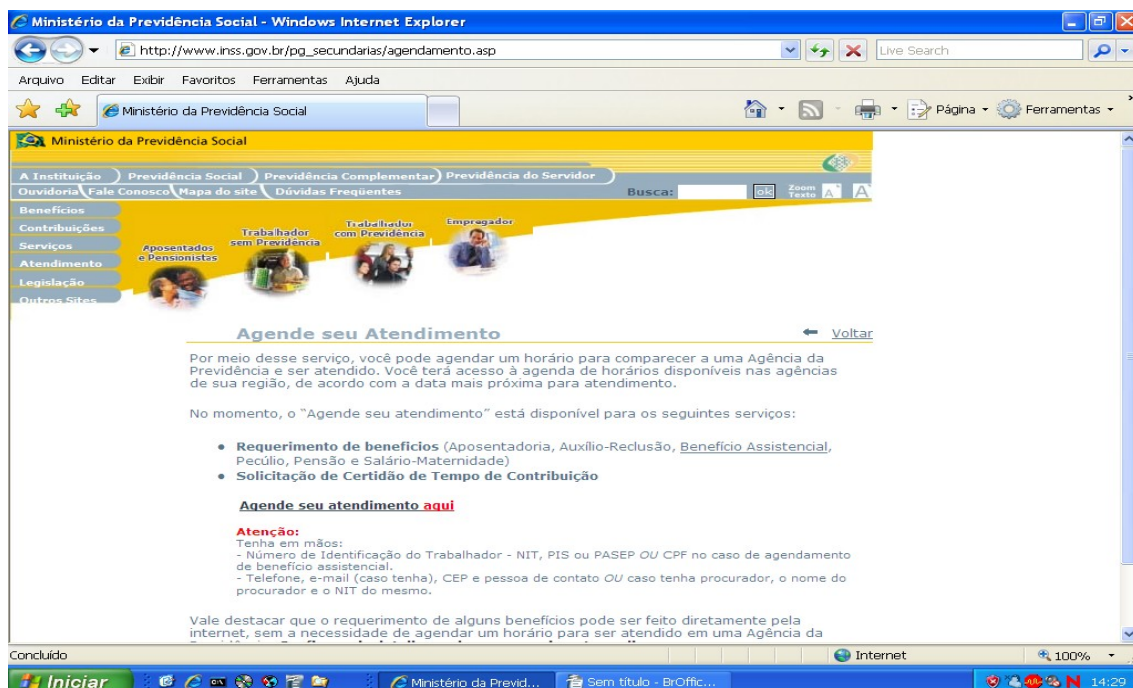 Ministério da Previdência Social - Windows Internet Explorer
http://www.inss.gov.br/pg_secundarias/agendamento.asp
Live Search
Arquivo Editar Exibir Favoritos Ferramentas Ajuda
Ministério da Previdência Social
Página Ferramentas
Ministério da Previdência Social
A Instituição Previdência Social Previdência Complementar Previdência do Servidor
Ouvidoria Fale Conosco Mapa do site Dúvidas Freqüentes Busca: ok Zoom Texto A A
Benefícios
Contribuições
Serviços
Atendimento
Legislação
Outros Sites
Aposentados e Pensionistas
Trabalhador sem Previdência
Trabalhador com Previdência
Empregador
Agende seu Atendimento
Voltar
Por meio desse serviço, você pode agendar um horário para comparecer a uma Agência da
Previdência e ser atendido. Você terá acesso à agenda de horários disponíveis nas agências
de sua região, de acordo com a data mais próxima para atendimento.
No momento, o "Agende seu atendimento" está disponível para os seguintes serviços:
• Requerimento de beneficios (Aposentadoria, Auxílio-Reclusão, Benefício Assistencial,
Pecúlio, Pensão e Salário-Maternidade)
• Solicitação de Certidão de Tempo de Contribuição
Agende seu atendimento aqui
Atenção:
Tenha em mãos:
- Número de Identificação do Trabalhador - NIT, PIS ou PASEP OU CPF no caso de agendamento
de benefício assistencial.
- Telefone, e-mail (caso tenha), CEP e pessoa de contato OU caso tenha procurador, o nome do
procurador e o NIT do mesmo.
Vale destacar que o requerimento de alguns benefícios pode ser feito diretamente pela
internet, sem a necessidade de agendar um horário para ser atendido em uma Agência da
Concluído
Internet
100%
Iniciar
Ministério da Previd...
Sem título - BrOffic...
14:29